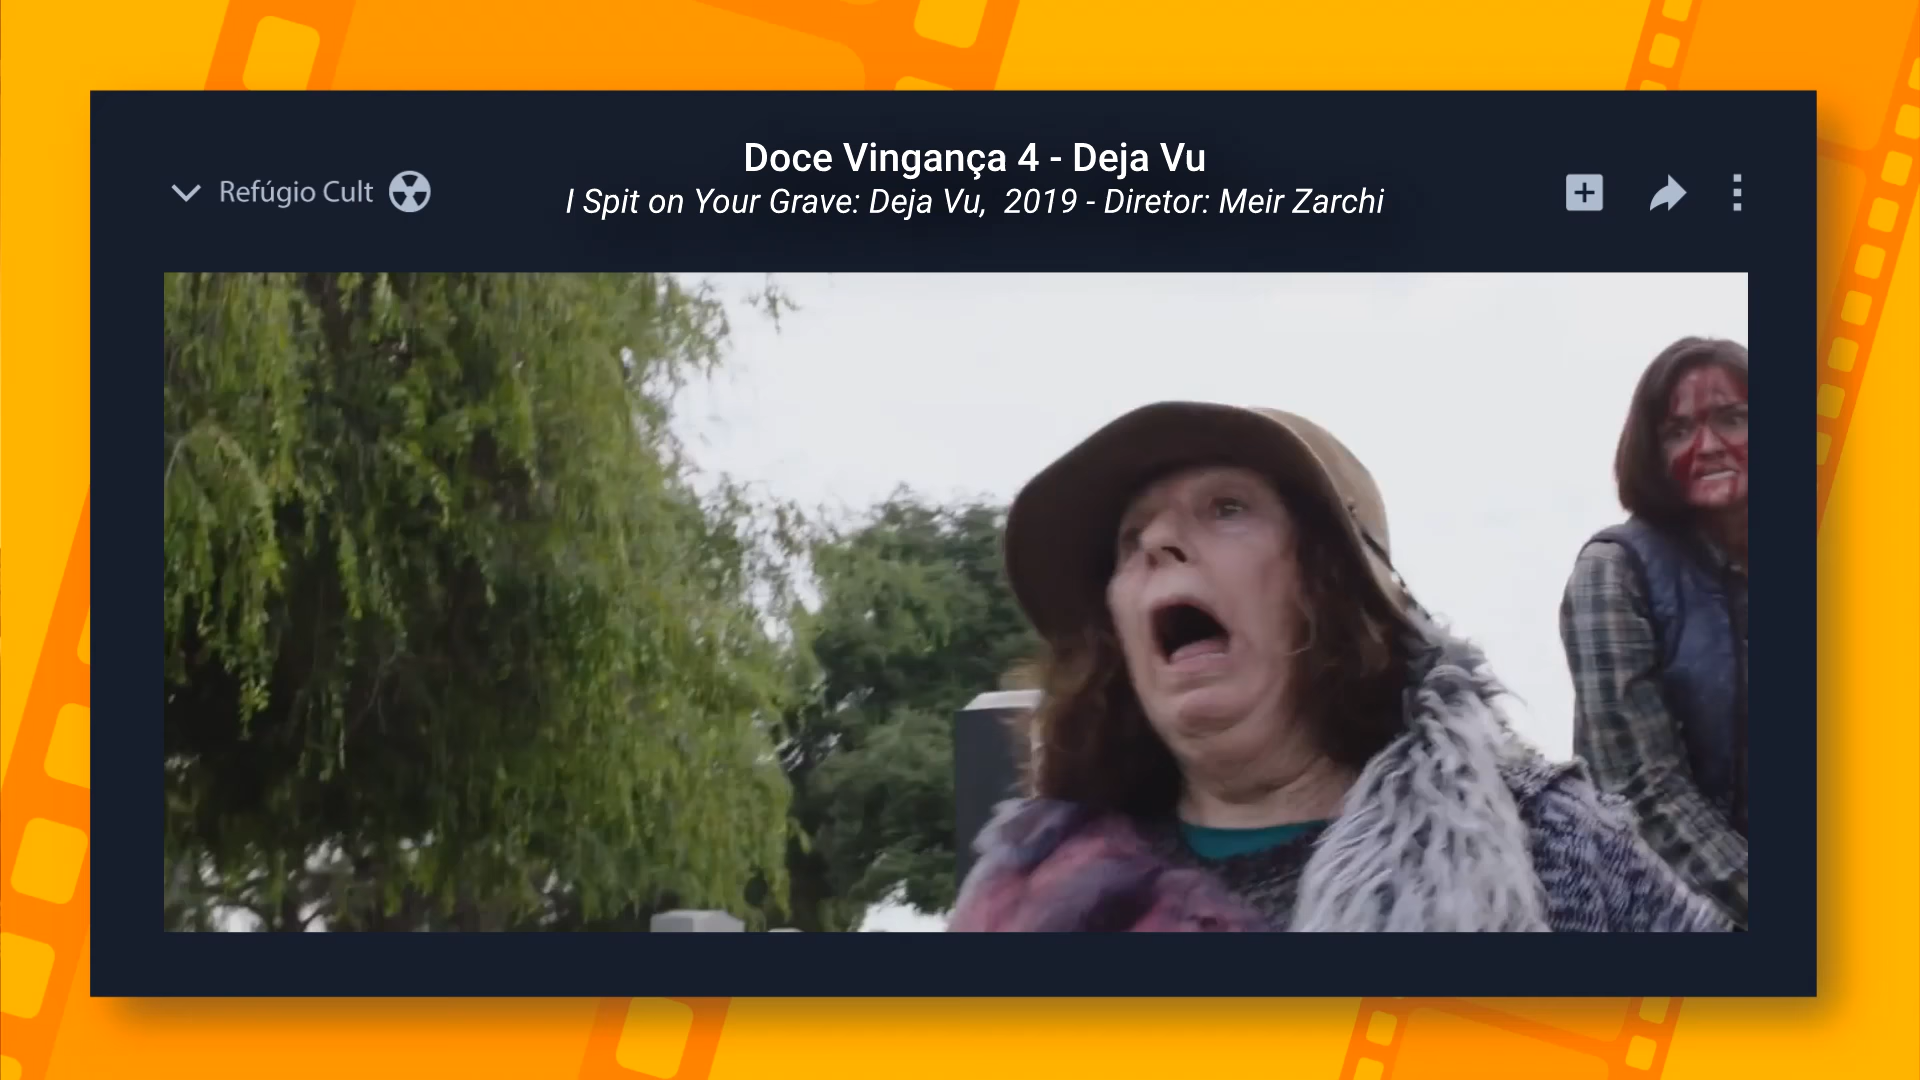 Doce Vingança 4 - Deja Vu
Refúgio Cult
I Spit on Your Grave: Deja Vu, 2019 - Diretor: Meir Zarchi